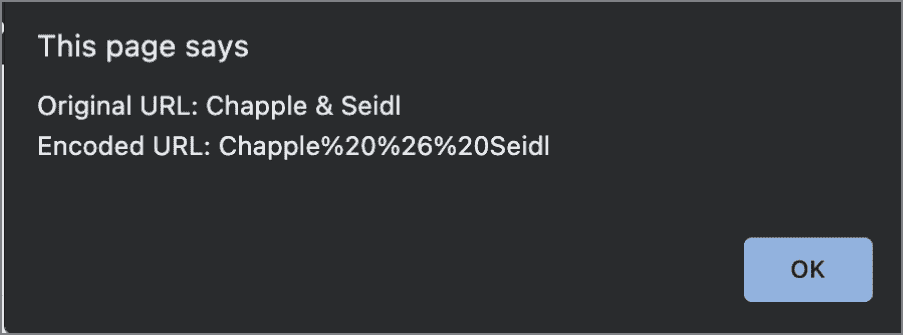 This page says
Original URL: Chapple & Seidl
Encoded URL: Chapple%20%26%20Seidl
OK